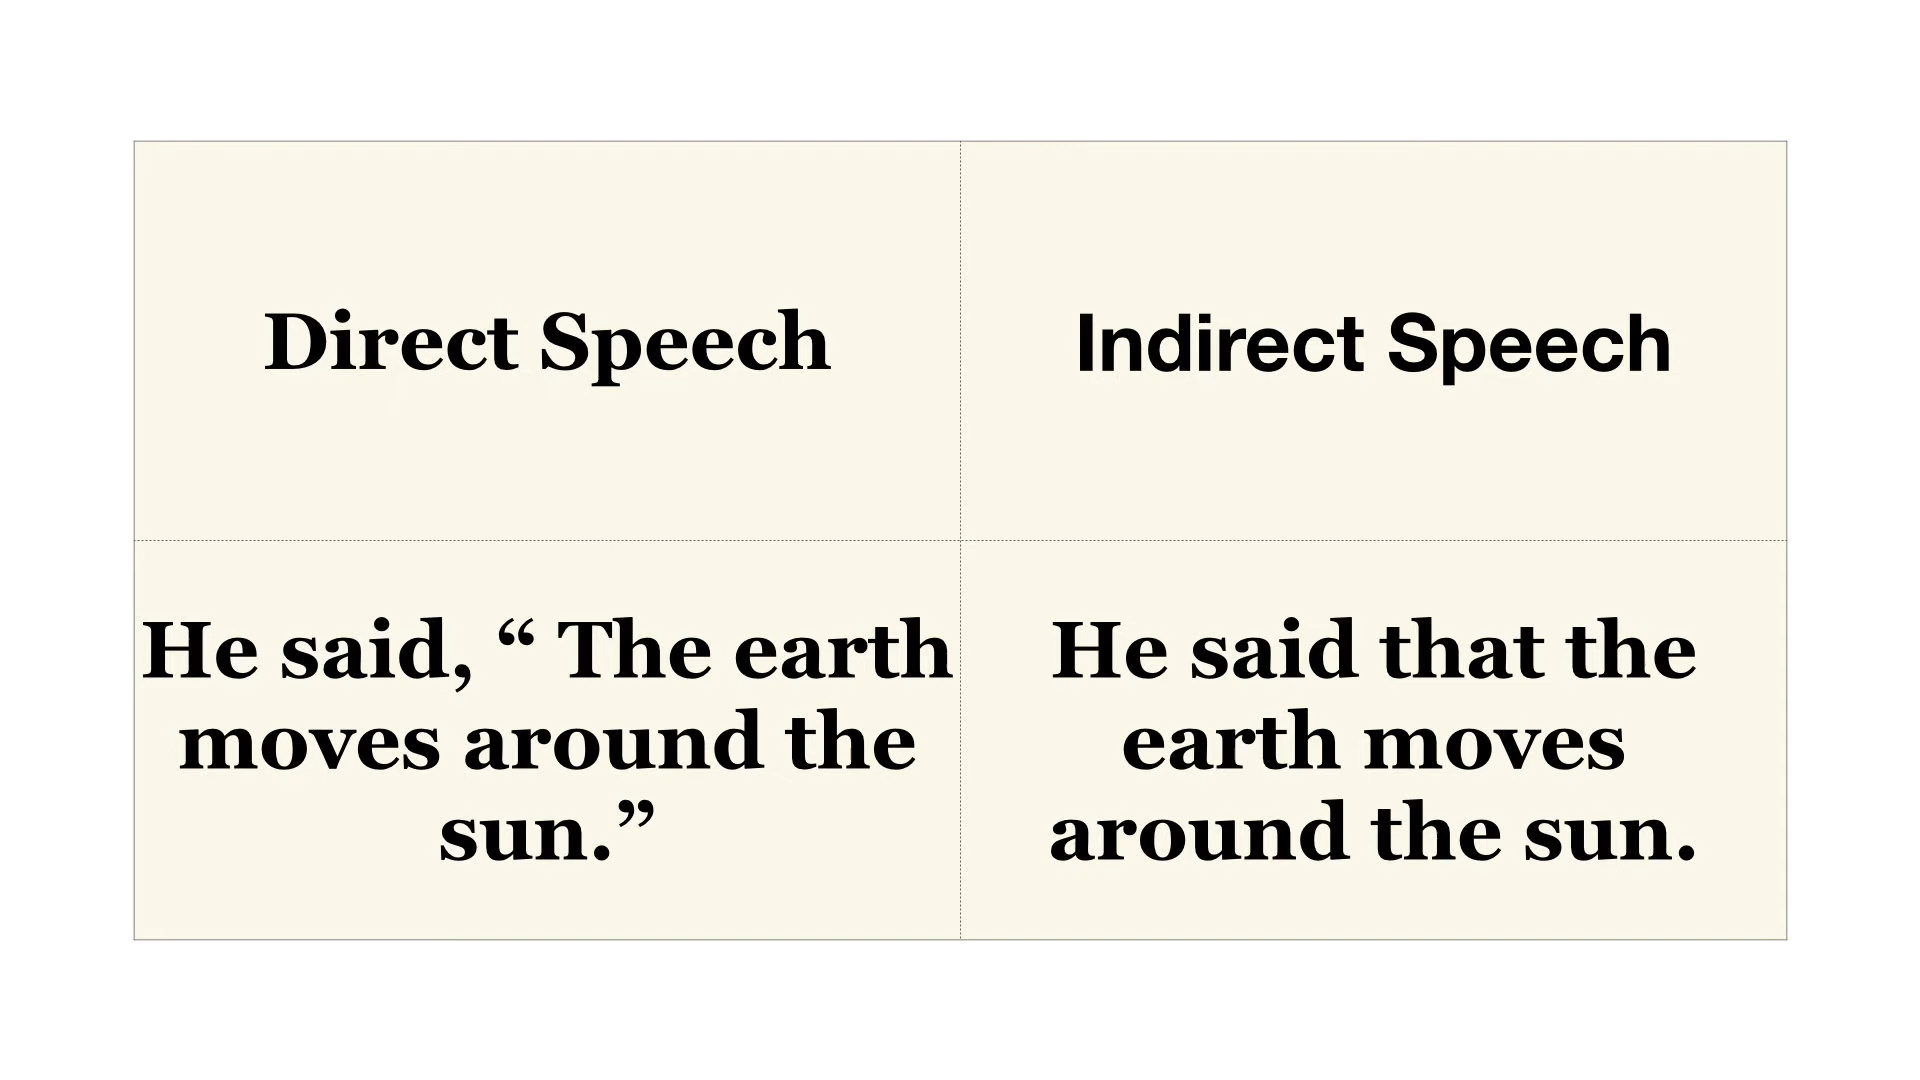 Direct Speech
Indirect Speech
He said, “ The earth
moves around the
sun.”
He said that the
earth moves
around the sun.